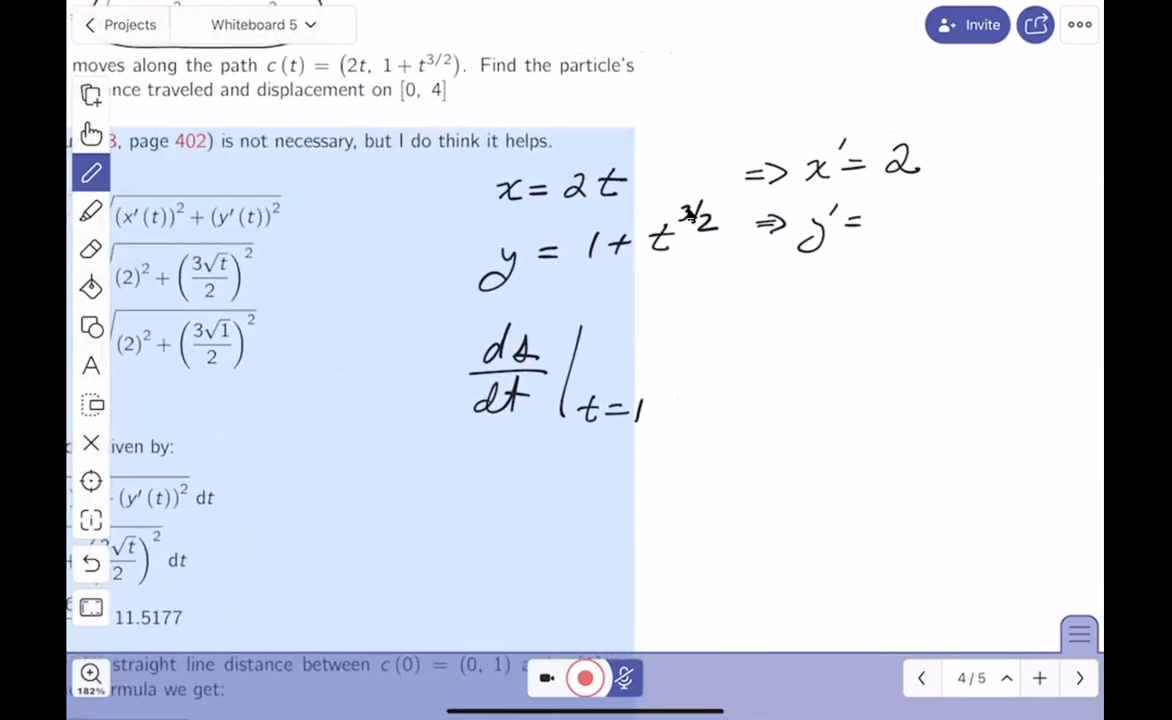 Projects
Whiteboard 5
Invite
moves along the path c (t) = (2t, 1 + t^{3/2}). Find the particle's
nce traveled and displacement on [0, 4]
3, page 402) is not necessary, but I do think it helps.
√((x′(t))² + (y′(t))²)
√((2)² + (3√t/2)²)
√((2)² + (3√1/2)²)
x = 2t ⇒ x′ = 2
y = 1 + t^{3/2} ⇒ y′ =
ds/dt | t=1
iven by:
(y′(t))² dt
√t/2)² dt
11.5177
straight line distance between c(0) = (0, 1)
rmula we get:
A
182%
4/5